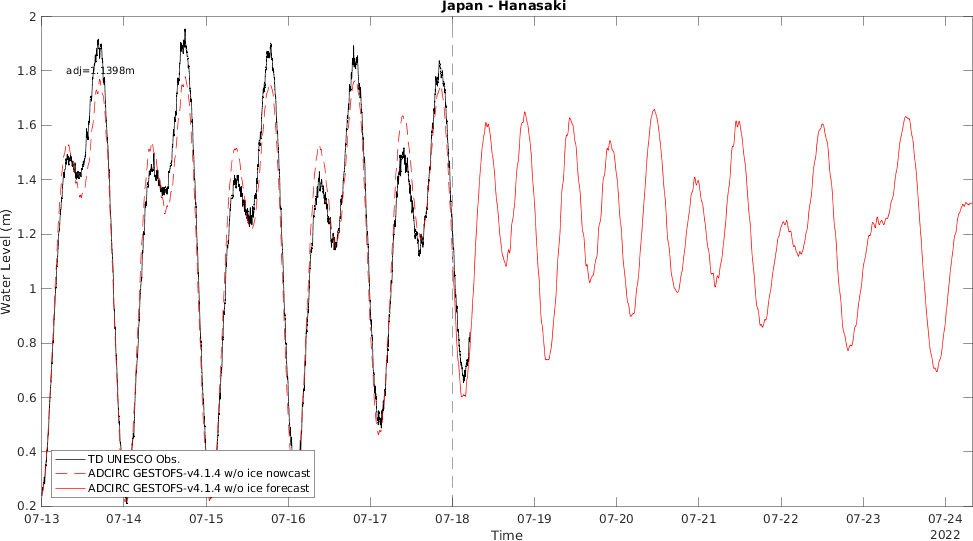 Japan - Hanasaki
2
1.8
1.6
1.4
1.2
1
0.8
0.6
0.4
0.2
Water Level (m)
adj=1.1398m
TD UNESCO Obs.
ADCIRC GESTOFS-v4.1.4 w/o ice nowcast
ADCIRC GESTOFS-v4.1.4 w/o ice forecast
07-13 07-14 07-15 07-16 07-17 07-18 07-19 07-20 07-21 07-22 07-23 07-24
Time
2022